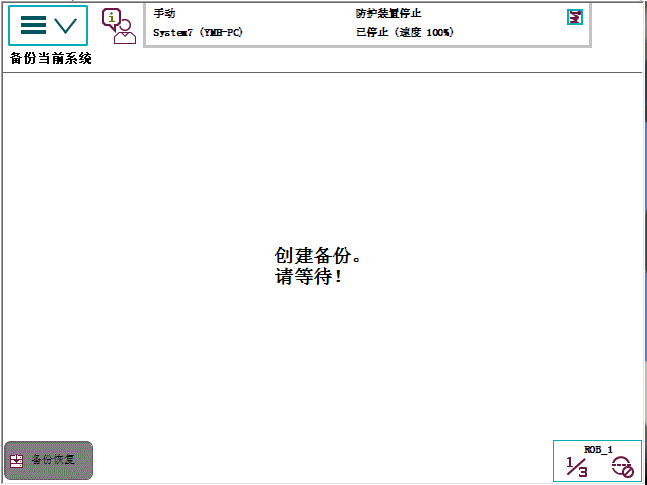 手动
防护装置停止
System7 (YMH-PC)
已停止 (速度 100%)
备份当前系统
创建备份。
请等待!
备份恢复
ROB_1
1/3